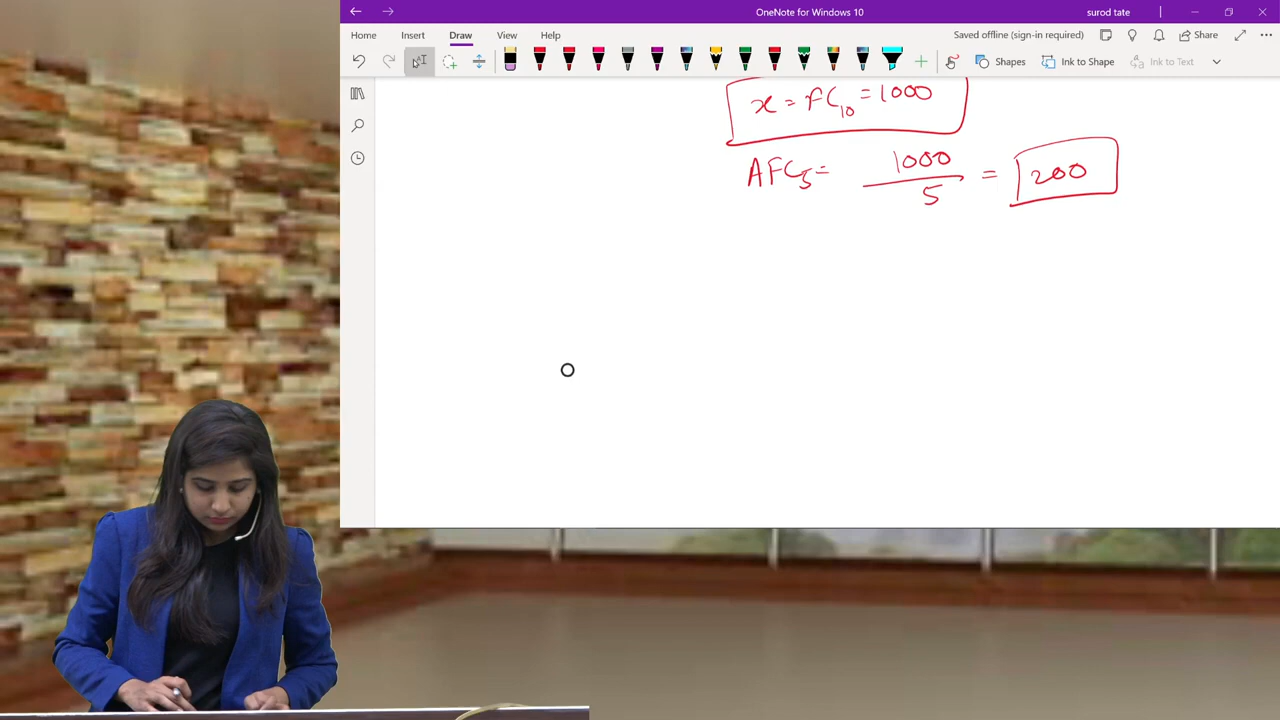 OneNote for Windows 10
surod tate
Home Insert Draw View Help
Saved offline (sign-in required)
Share
Shapes
Ink to Shape
Ink to Text
x = FC10 = 1000
AFC5 = 1000 / 5 = 200